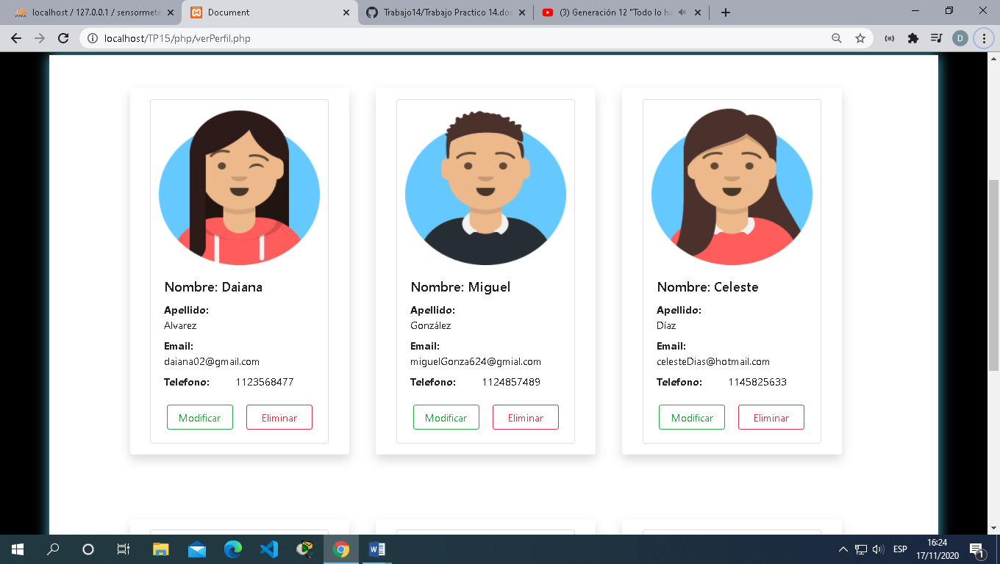 PMA
localhost / 127.0.0.1 / sensormete
Document
Trabajo14/Trabajo Practico 14.doc
(3) Generación 12 "Todo lo ha
localhost/TP15/php/verPerfil.php
D
Nombre: Daiana
Apellido:
Alvarez
Email:
daiana02@gmail.com
Telefono: 1123568477
Modificar Eliminar
Nombre: Miguel
Apellido:
González
Email:
miguelGonza624@gmial.com
Telefono: 1124857489
Modificar Eliminar
Nombre: Celeste
Apellido:
Díaz
Email:
celesteDias@hotmail.com
Telefono: 1145825633
Modificar Eliminar
ESP
16:24
17/11/2020
1